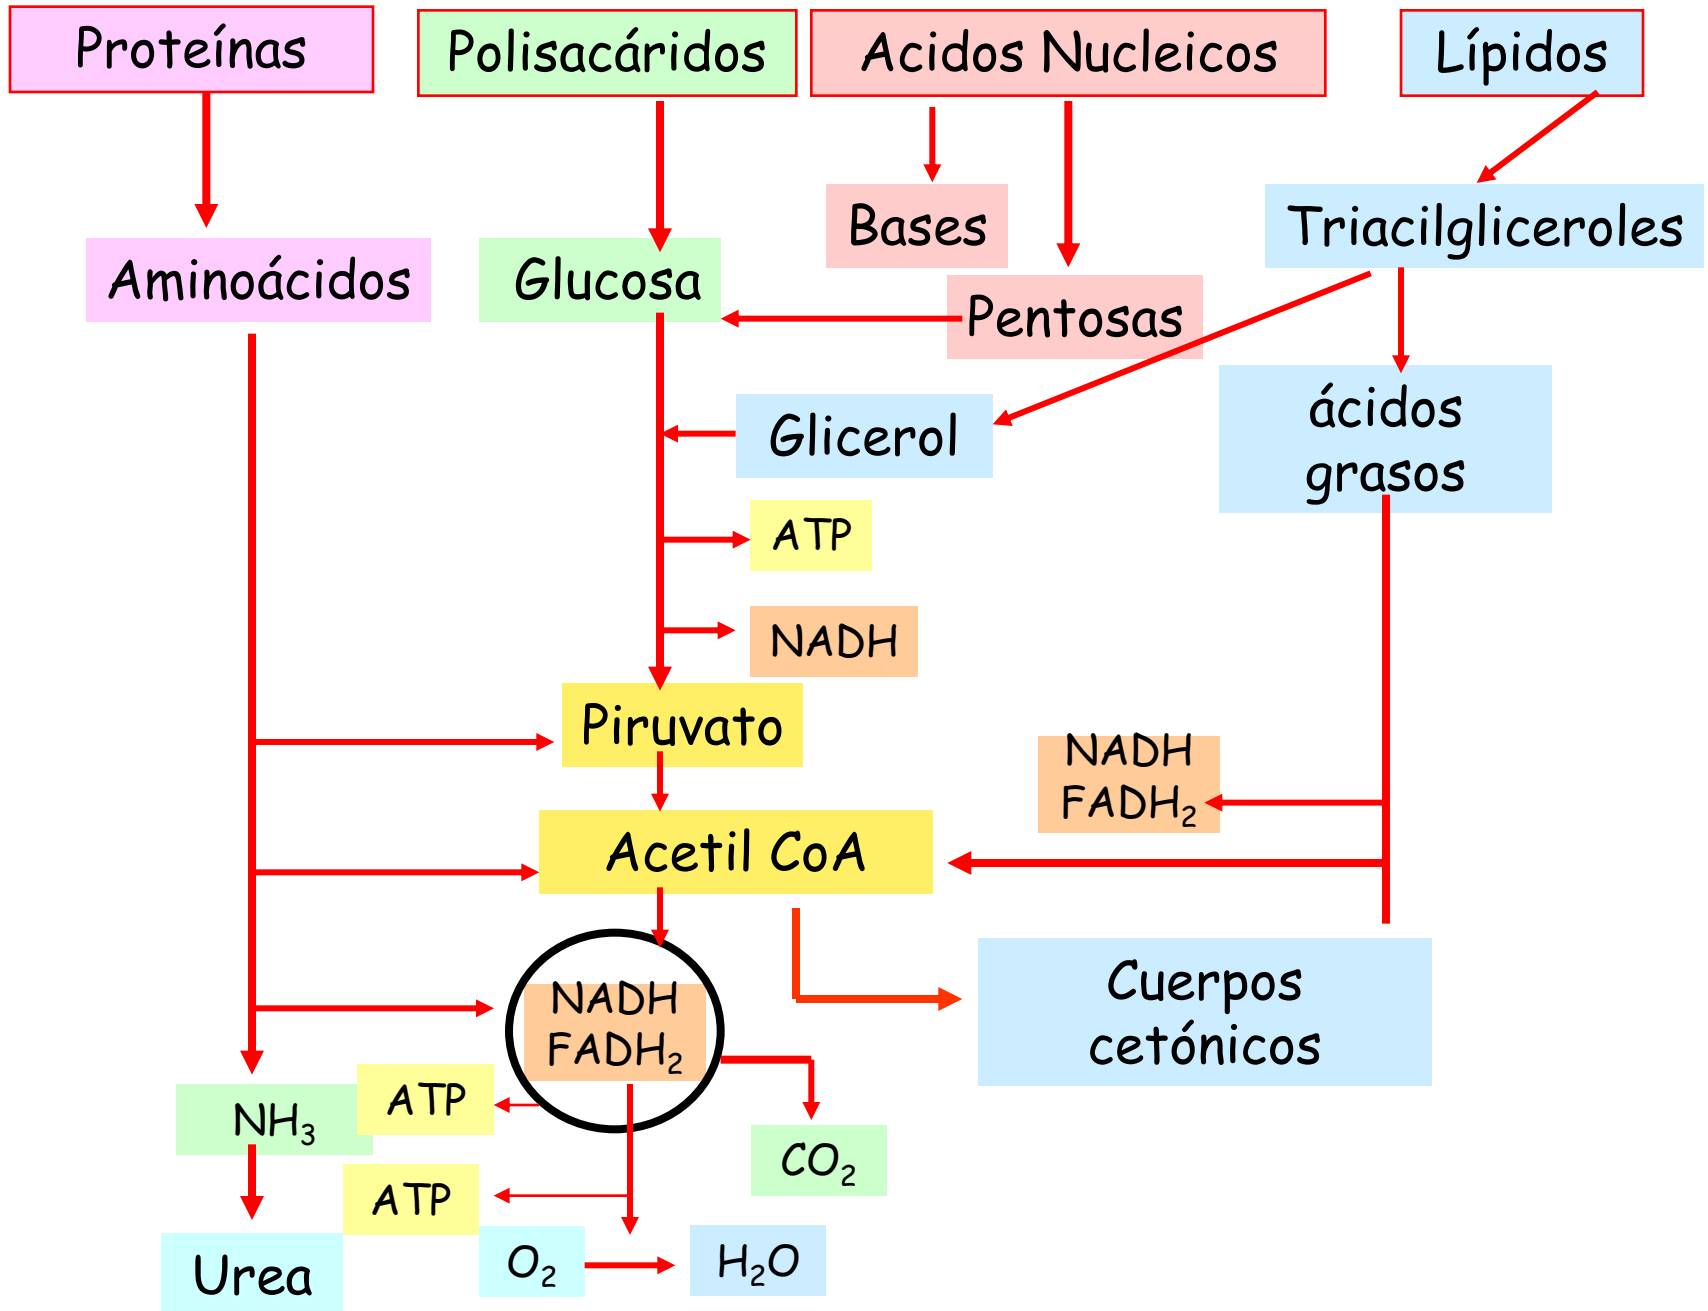 Proteínas
Polisacáridos
Acidos Nucleicos
Lípidos
Bases
Triacilgliceroles
Aminoácidos
Glucosa
Pentosas
Glicerol
ácidos
grasos
ATP
NADH
Piruvato
NADH
FADH₂
Acetil CoA
NADH
FADH₂
Cuerpos
cetónicos
ATP
NH₃
CO₂
ATP
Urea
O₂
H₂O